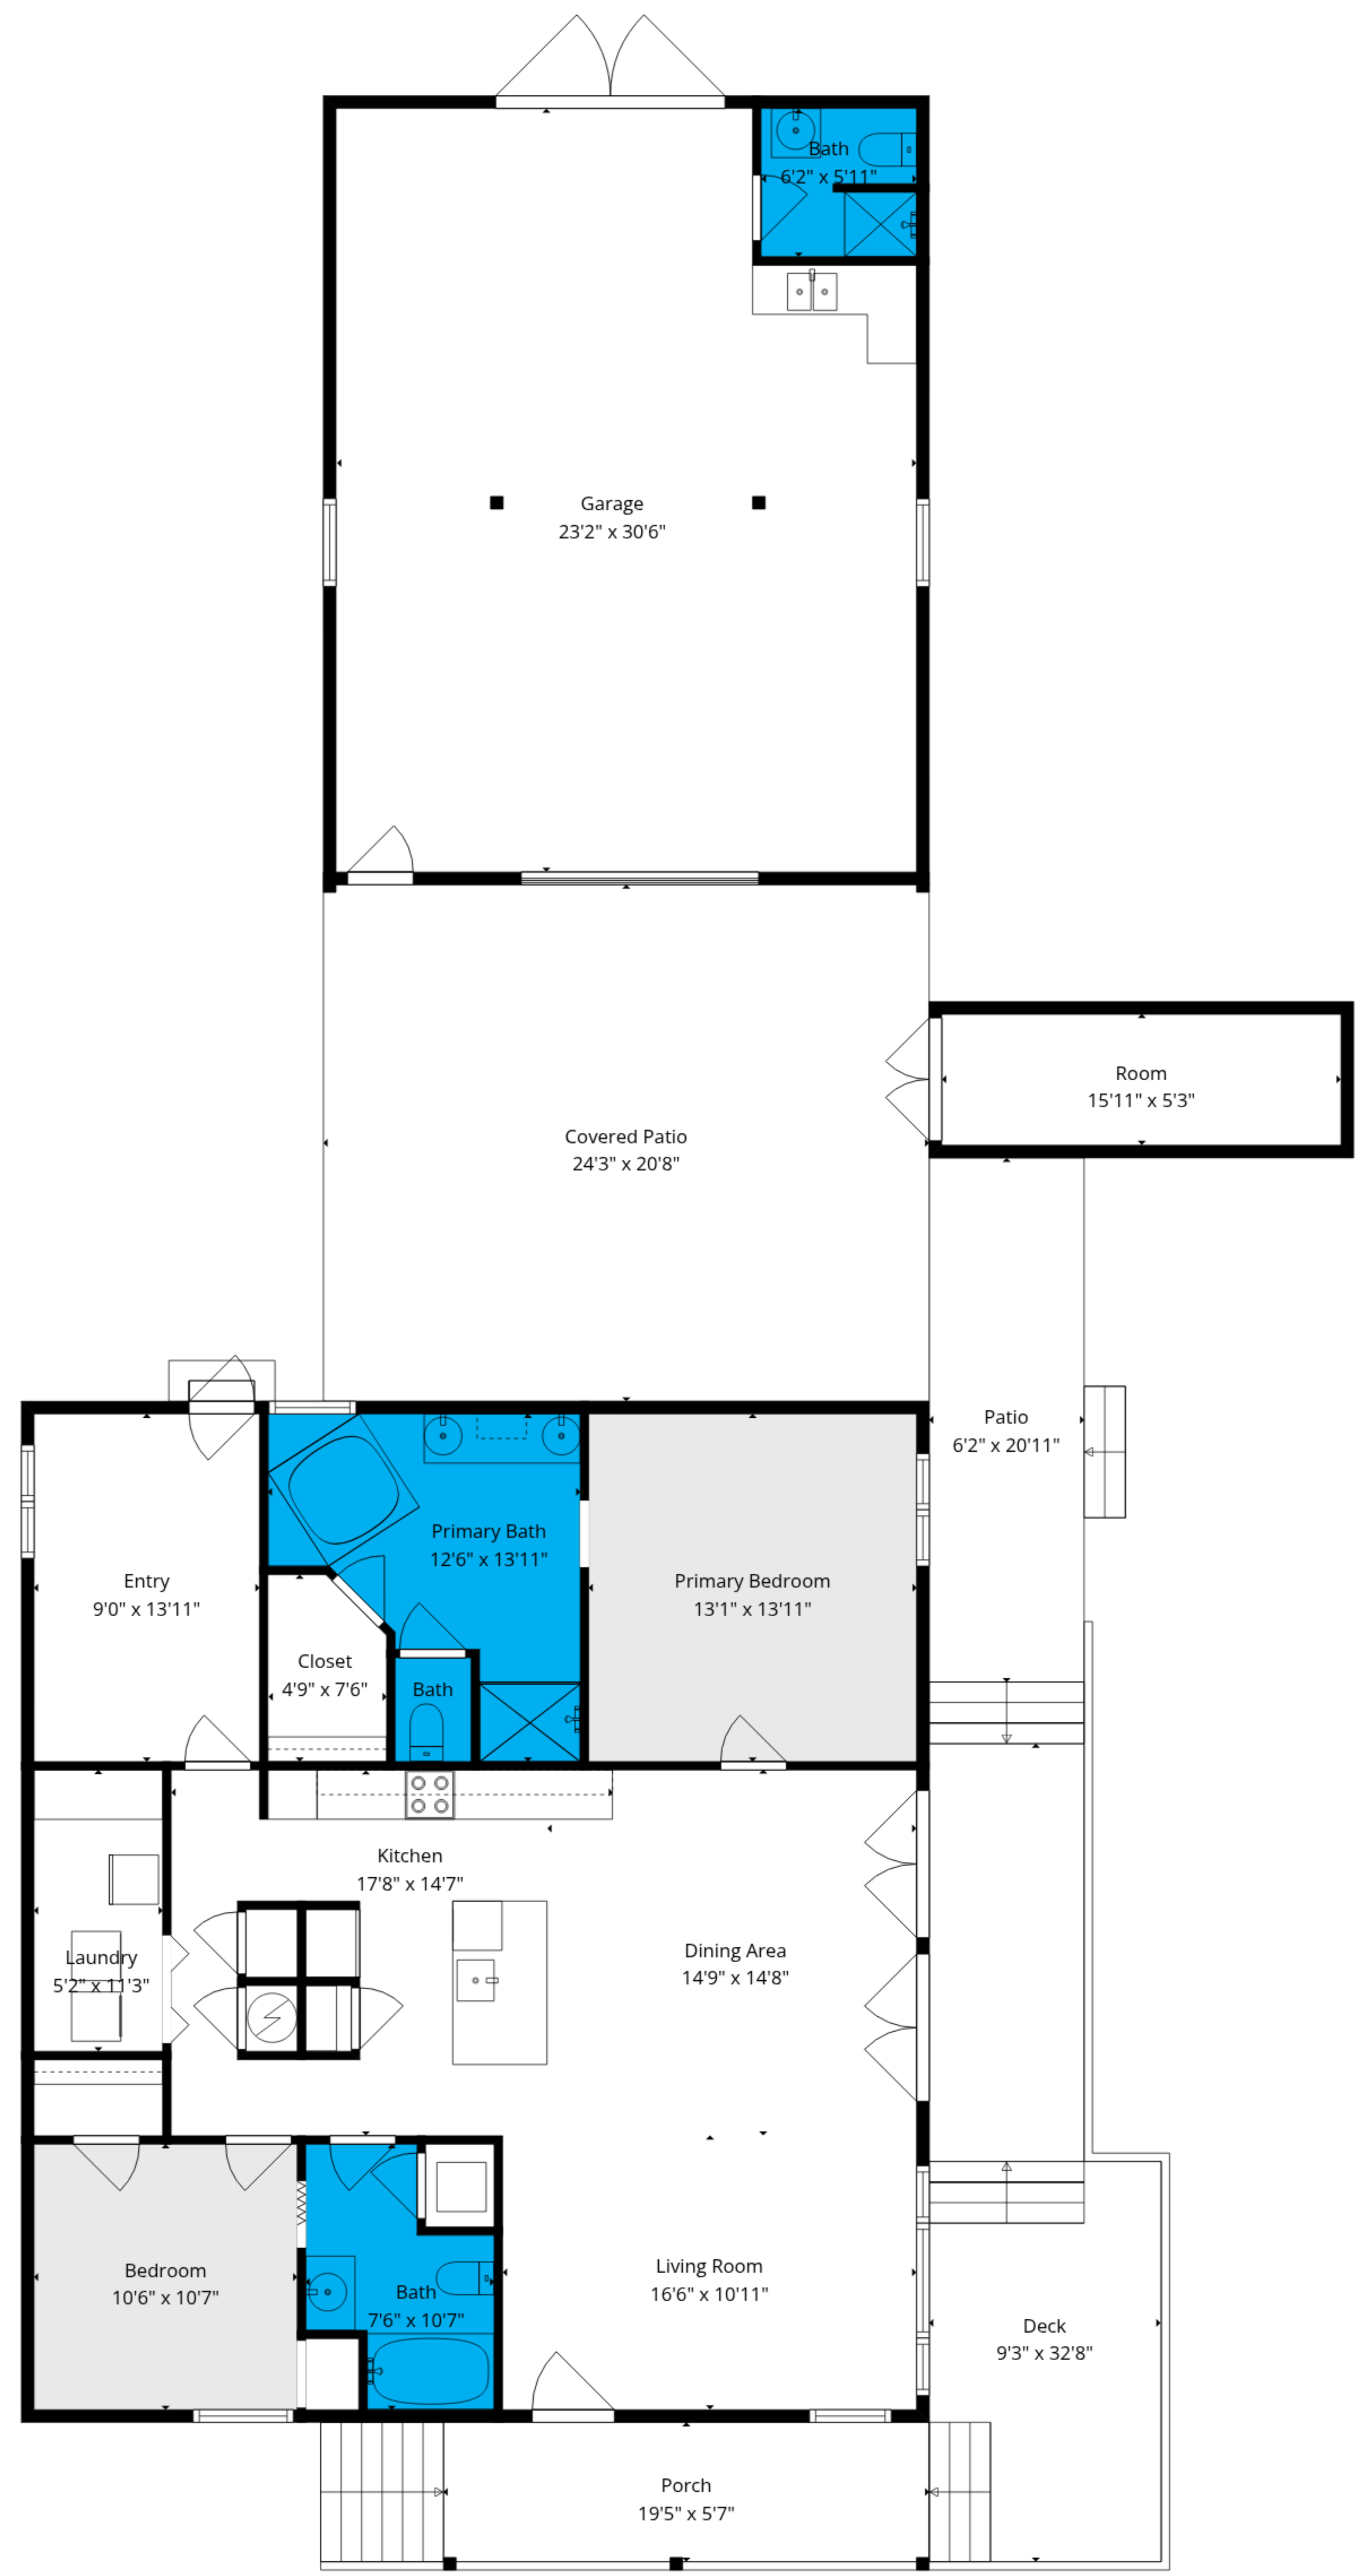 Bath
6'2" x 5'11"
Garage
23'2" x 30'6"
Room
15'11" x 5'3"
Covered Patio
24'3" x 20'8"
Patio
6'2" x 20'11"
Primary Bath
12'6" x 13'11"
Entry
9'0" x 13'11"
Primary Bedroom
13'1" x 13'11"
Closet
4'9" x 7'6"
Bath
Kitchen
17'8" x 14'7"
Dining Area
14'9" x 14'8"
Laundry
5'2" x 11'3"
Bedroom
10'6" x 10'7"
Bath
7'6" x 10'7"
Living Room
16'6" x 10'11"
Deck
9'3" x 32'8"
Porch
19'5" x 5'7"